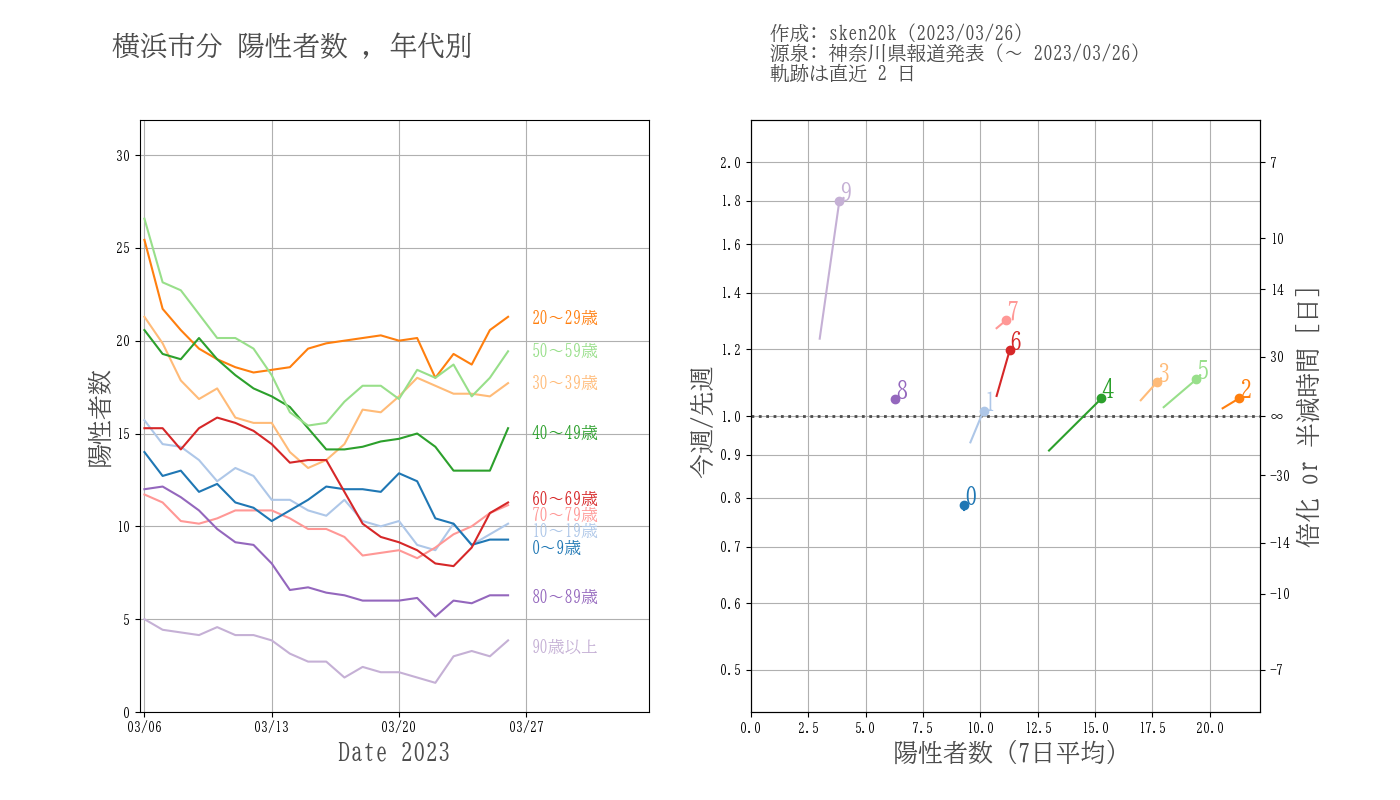 横浜市分 陽性者数 , 年代別
作成: sken20k (2023/03/26)
源泉: 神奈川県報道発表 (～ 2023/03/26)
軌跡は直近 2 日
陽性者数
30
25
20
15
10
5
0
03/06
03/13
03/20
03/27
Date 2023
20～29歳
50～59歳
30～39歳
40～49歳
60～69歳
70～79歳
10～19歳
0～9歳
80～89歳
90歳以上
今週/先週
2.0
1.8
1.6
1.4
1.2
1.0
0.9
0.8
0.7
0.6
0.5
9
7
6
8
1
0
4
3
5
2
0.0
2.5
5.0
7.5
10.0
12.5
15.0
17.5
20.0
陽性者数 (7日平均)
7
10
14
30
∞
-30
-14
-10
-7
倍化 or 半減時間 [日]